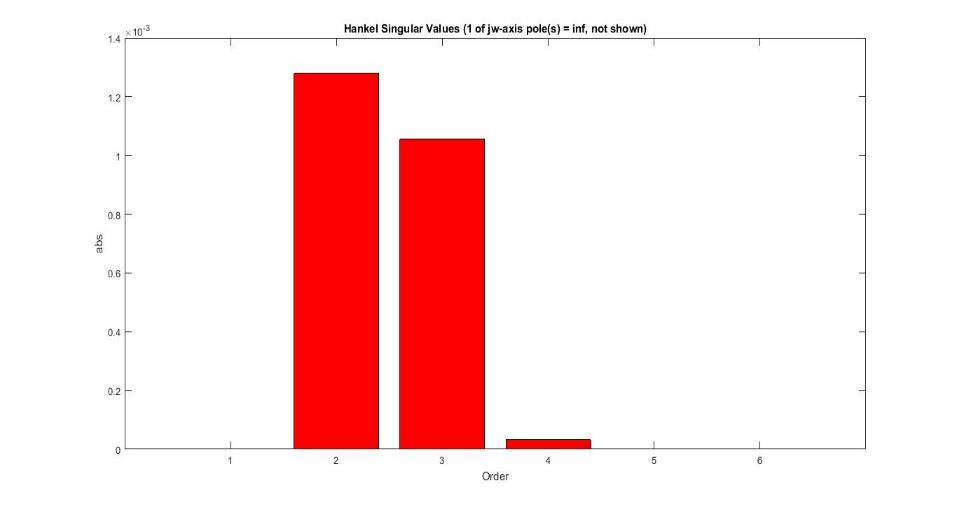 Hankel Singular Values (1 of jw-axis pole(s) = inf, not shown)
×10⁻³
1.4
1.2
1
0.8
0.6
0.4
0.2
0
abs
1 2 3 4 5 6
Order